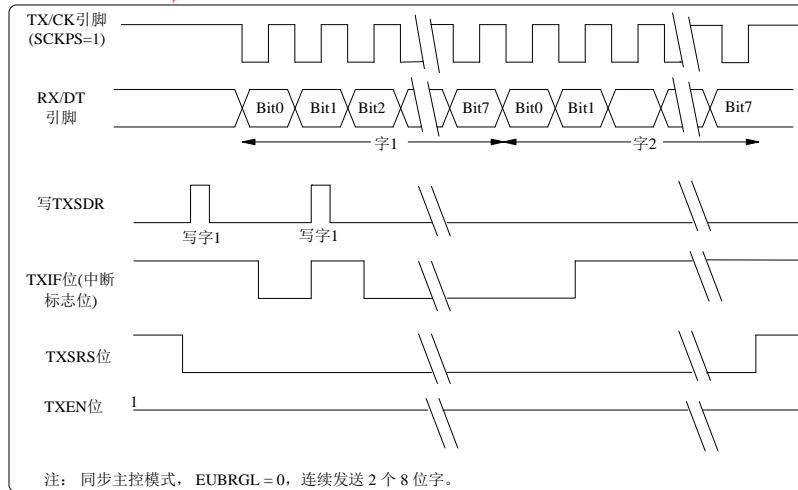 TX/CK引脚
(SCKPS=1)
RX/DT
引脚
Bit0 Bit1 Bit2 Bit7 Bit0 Bit1 Bit7
字1 字2
写TXSDR
写字1 写字1
TXIF位(中断
标志位)
TXSRS位
TXEN位 1
注： 同步主控模式， EUBRGL = 0，连续发送 2 个 8 位字。